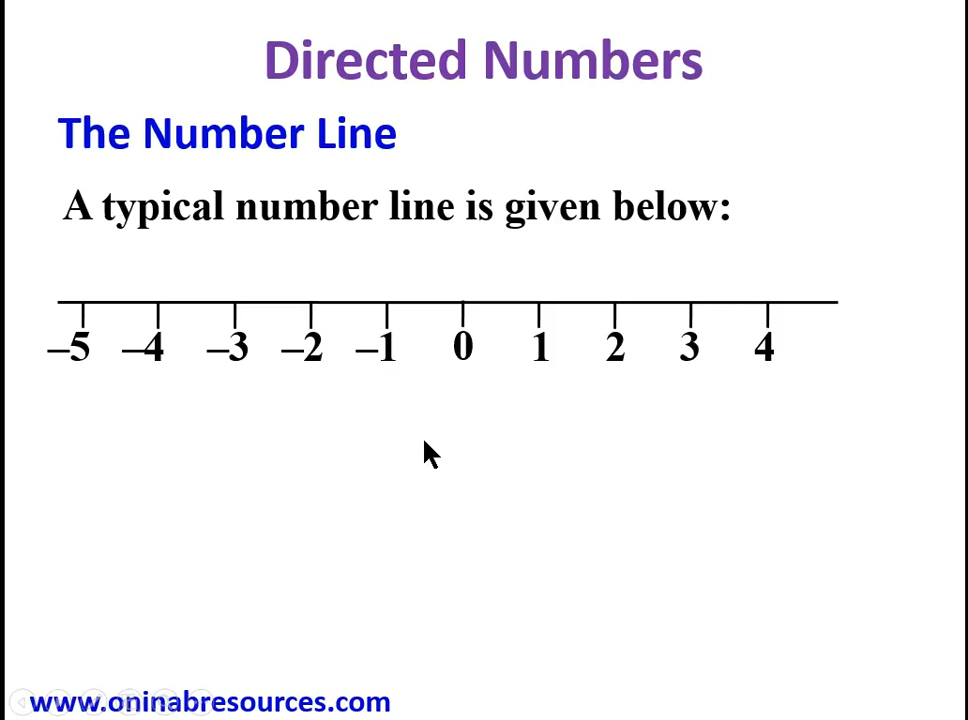 Directed Numbers
The Number Line
A typical number line is given below:
–5 –4 –3 –2 –1 0 1 2 3 4
www.oninabresources.com